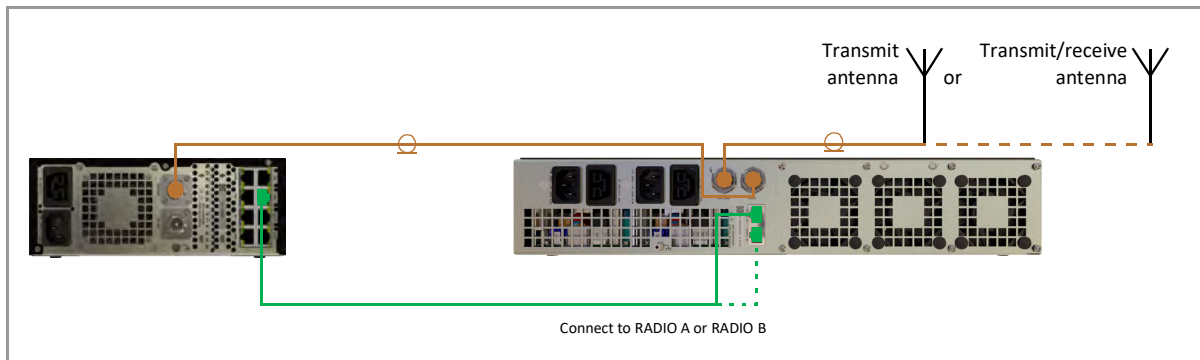 Transmit
antenna
or
Transmit/receive
antenna
Connect to RADIO A or RADIO B